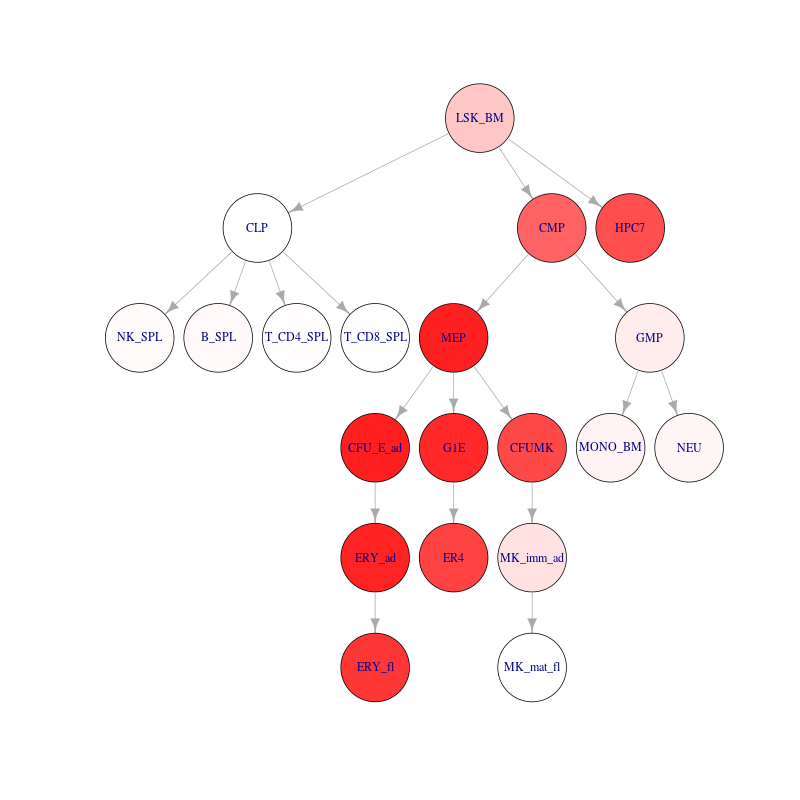 LSK_BM
CLP
CMP
HPC7
NK_SPL
B_SPL
T_CD4_SPL
T_CD8_SPL
MEP
GMP
CFU_E_ad
G1E
CFUMK
MONO_BM
NEU
ERY_ad
ER4
MK_imm_ad
ERY_fl
MK_mat_fl